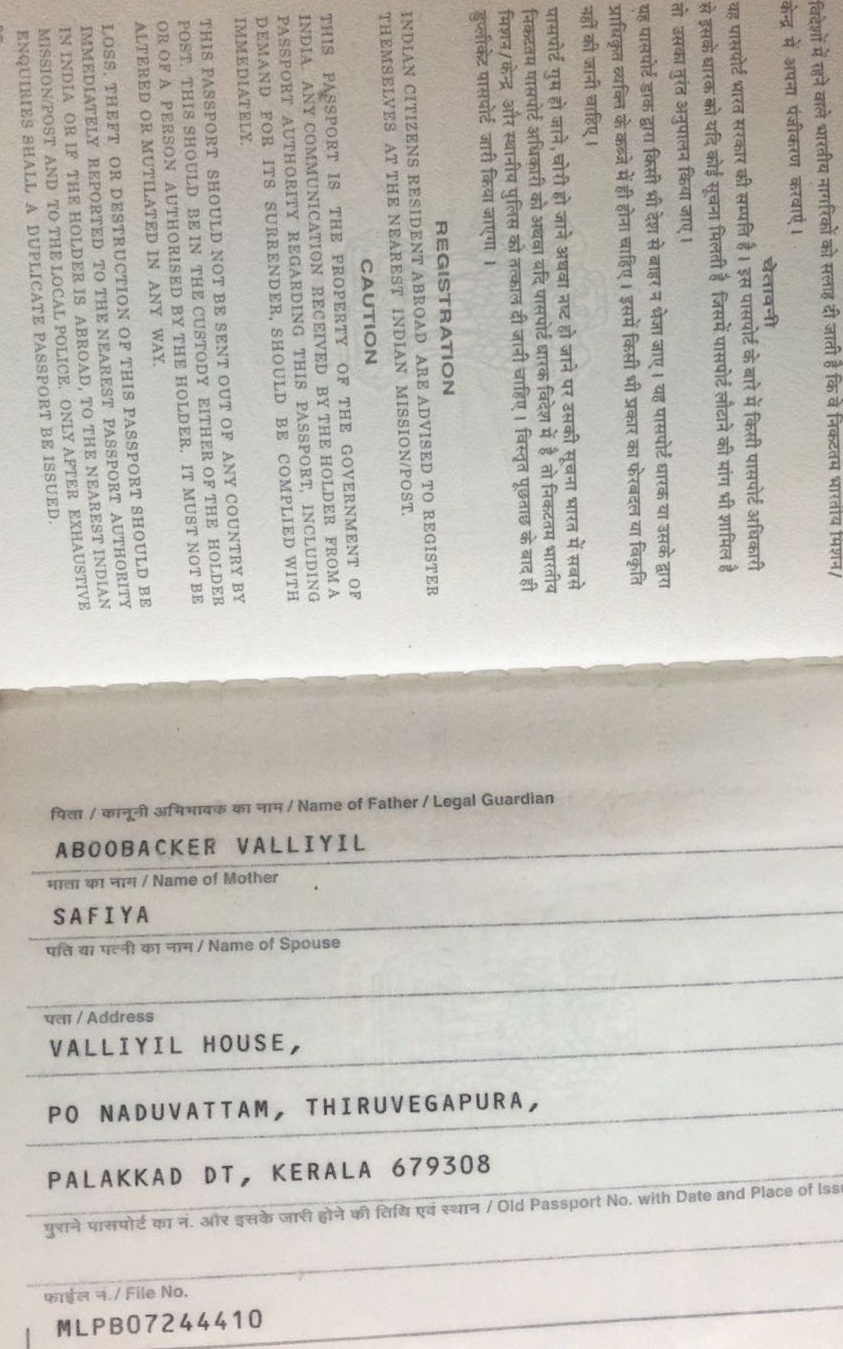 विदेशों में रहने वाले भारतीय नागरिकों को सलाह दी जाती है कि वे निकटतम भारतीय मिशन/
केन्द्र में अपना पंजीकरण करवाएं।
चेतावनी
यह पासपोर्ट भारत सरकार की सम्पत्ति है। इस पासपोर्ट के बारे में किसी पासपोर्ट अधिकारी
से इसके धारक को यदि कोई सूचना मिलती है जिसमें पासपोर्ट लौटाने की मांग भी शामिल है
तो उसका तुरंत अनुपालन किया जाए।
यह पासपोर्ट डाक द्वारा किसी भी देश से बाहर न भेजा जाए। यह पासपोर्ट धारक या उसके द्वारा
प्राधिकृत व्यक्ति के कब्जे में ही होना चाहिए। इसमें किसी भी प्रकार का फेरबदल या विकृति
नहीं की जानी चाहिए।
पासपोर्ट गुम हो जाने, चोरी हो जाने अथवा नष्ट हो जाने पर उसकी सूचना भारत में सबसे
निकटतम पासपोर्ट अधिकारी को अथवा यदि पासपोर्ट धारक विदेश में है तो निकटतम भारतीय
मिशन/केन्द्र और स्थानीय पुलिस को तत्काल दी जानी चाहिए। विस्तृत पूछताछ के बाद ही
डुप्लीकेट पासपोर्ट जारी किया जाएगा।
REGISTRATION
INDIAN CITIZENS RESIDENT ABROAD ARE ADVISED TO REGISTER
THEMSELVES AT THE NEAREST INDIAN MISSION/POST.
CAUTION
THIS PASSPORT IS THE PROPERTY OF THE GOVERNMENT OF
INDIA. ANY COMMUNICATION RECEIVED BY THE HOLDER FROM A
PASSPORT AUTHORITY REGARDING THIS PASSPORT, INCLUDING
DEMAND FOR ITS SURRENDER, SHOULD BE COMPLIED WITH
IMMEDIATELY.
THIS PASSPORT SHOULD NOT BE SENT OUT OF ANY COUNTRY BY
POST. THIS SHOULD BE IN THE CUSTODY EITHER OF THE HOLDER
OR OF A PERSON AUTHORISED BY THE HOLDER. IT MUST NOT BE
ALTERED OR MUTILATED IN ANY WAY.
LOSS. THEFT OR DESTRUCTION OF THIS PASSPORT SHOULD BE
IMMEDIATELY REPORTED TO THE NEAREST PASSPORT AUTHORITY
IN INDIA OR IF THE HOLDER IS ABROAD, TO THE NEAREST INDIAN
MISSION/POST AND TO THE LOCAL POLICE. ONLY AFTER EXHAUSTIVE
ENQUIRIES SHALL A DUPLICATE PASSPORT BE ISSUED.
पिता / कानूनी अभिभावक का नाम / Name of Father / Legal Guardian
ABOOBACKER VALLIYIL
माता का नाम / Name of Mother
SAFIYA
पति या पत्नी का नाम / Name of Spouse
पता / Address
VALLIYIL HOUSE,
PO NADUVATTAM, THIRUVEGAPURA,
PALAKKAD DT, KERALA 679308
पुराने पासपोर्ट का नं. और इसके जारी होने की तिथि एवं स्थान / Old Passport No. with Date and Place of Iss
फाईल नं./ File No.
MLPB07244410